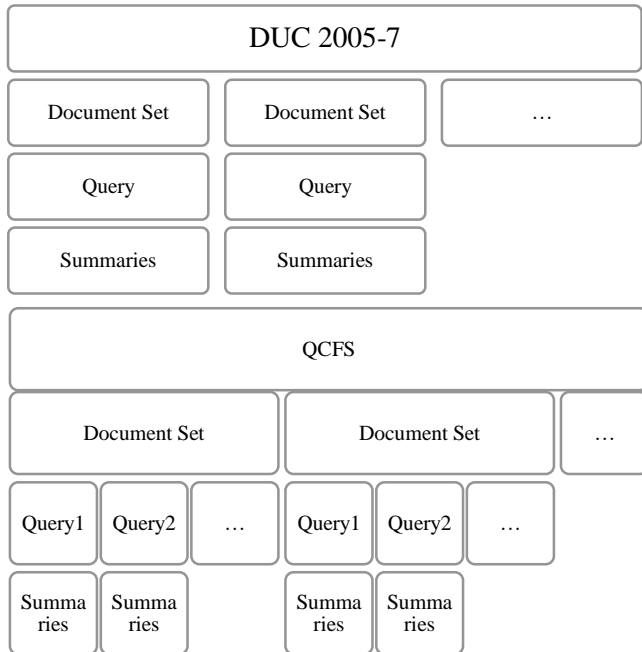 DUC 2005-7
Document Set Document Set …
Query Query
Summaries Summaries
QCFS
Document Set Document Set …
Query1 Query2 … Query1 Query2 …
Summa Summa Summa Summa
ries ries ries ries